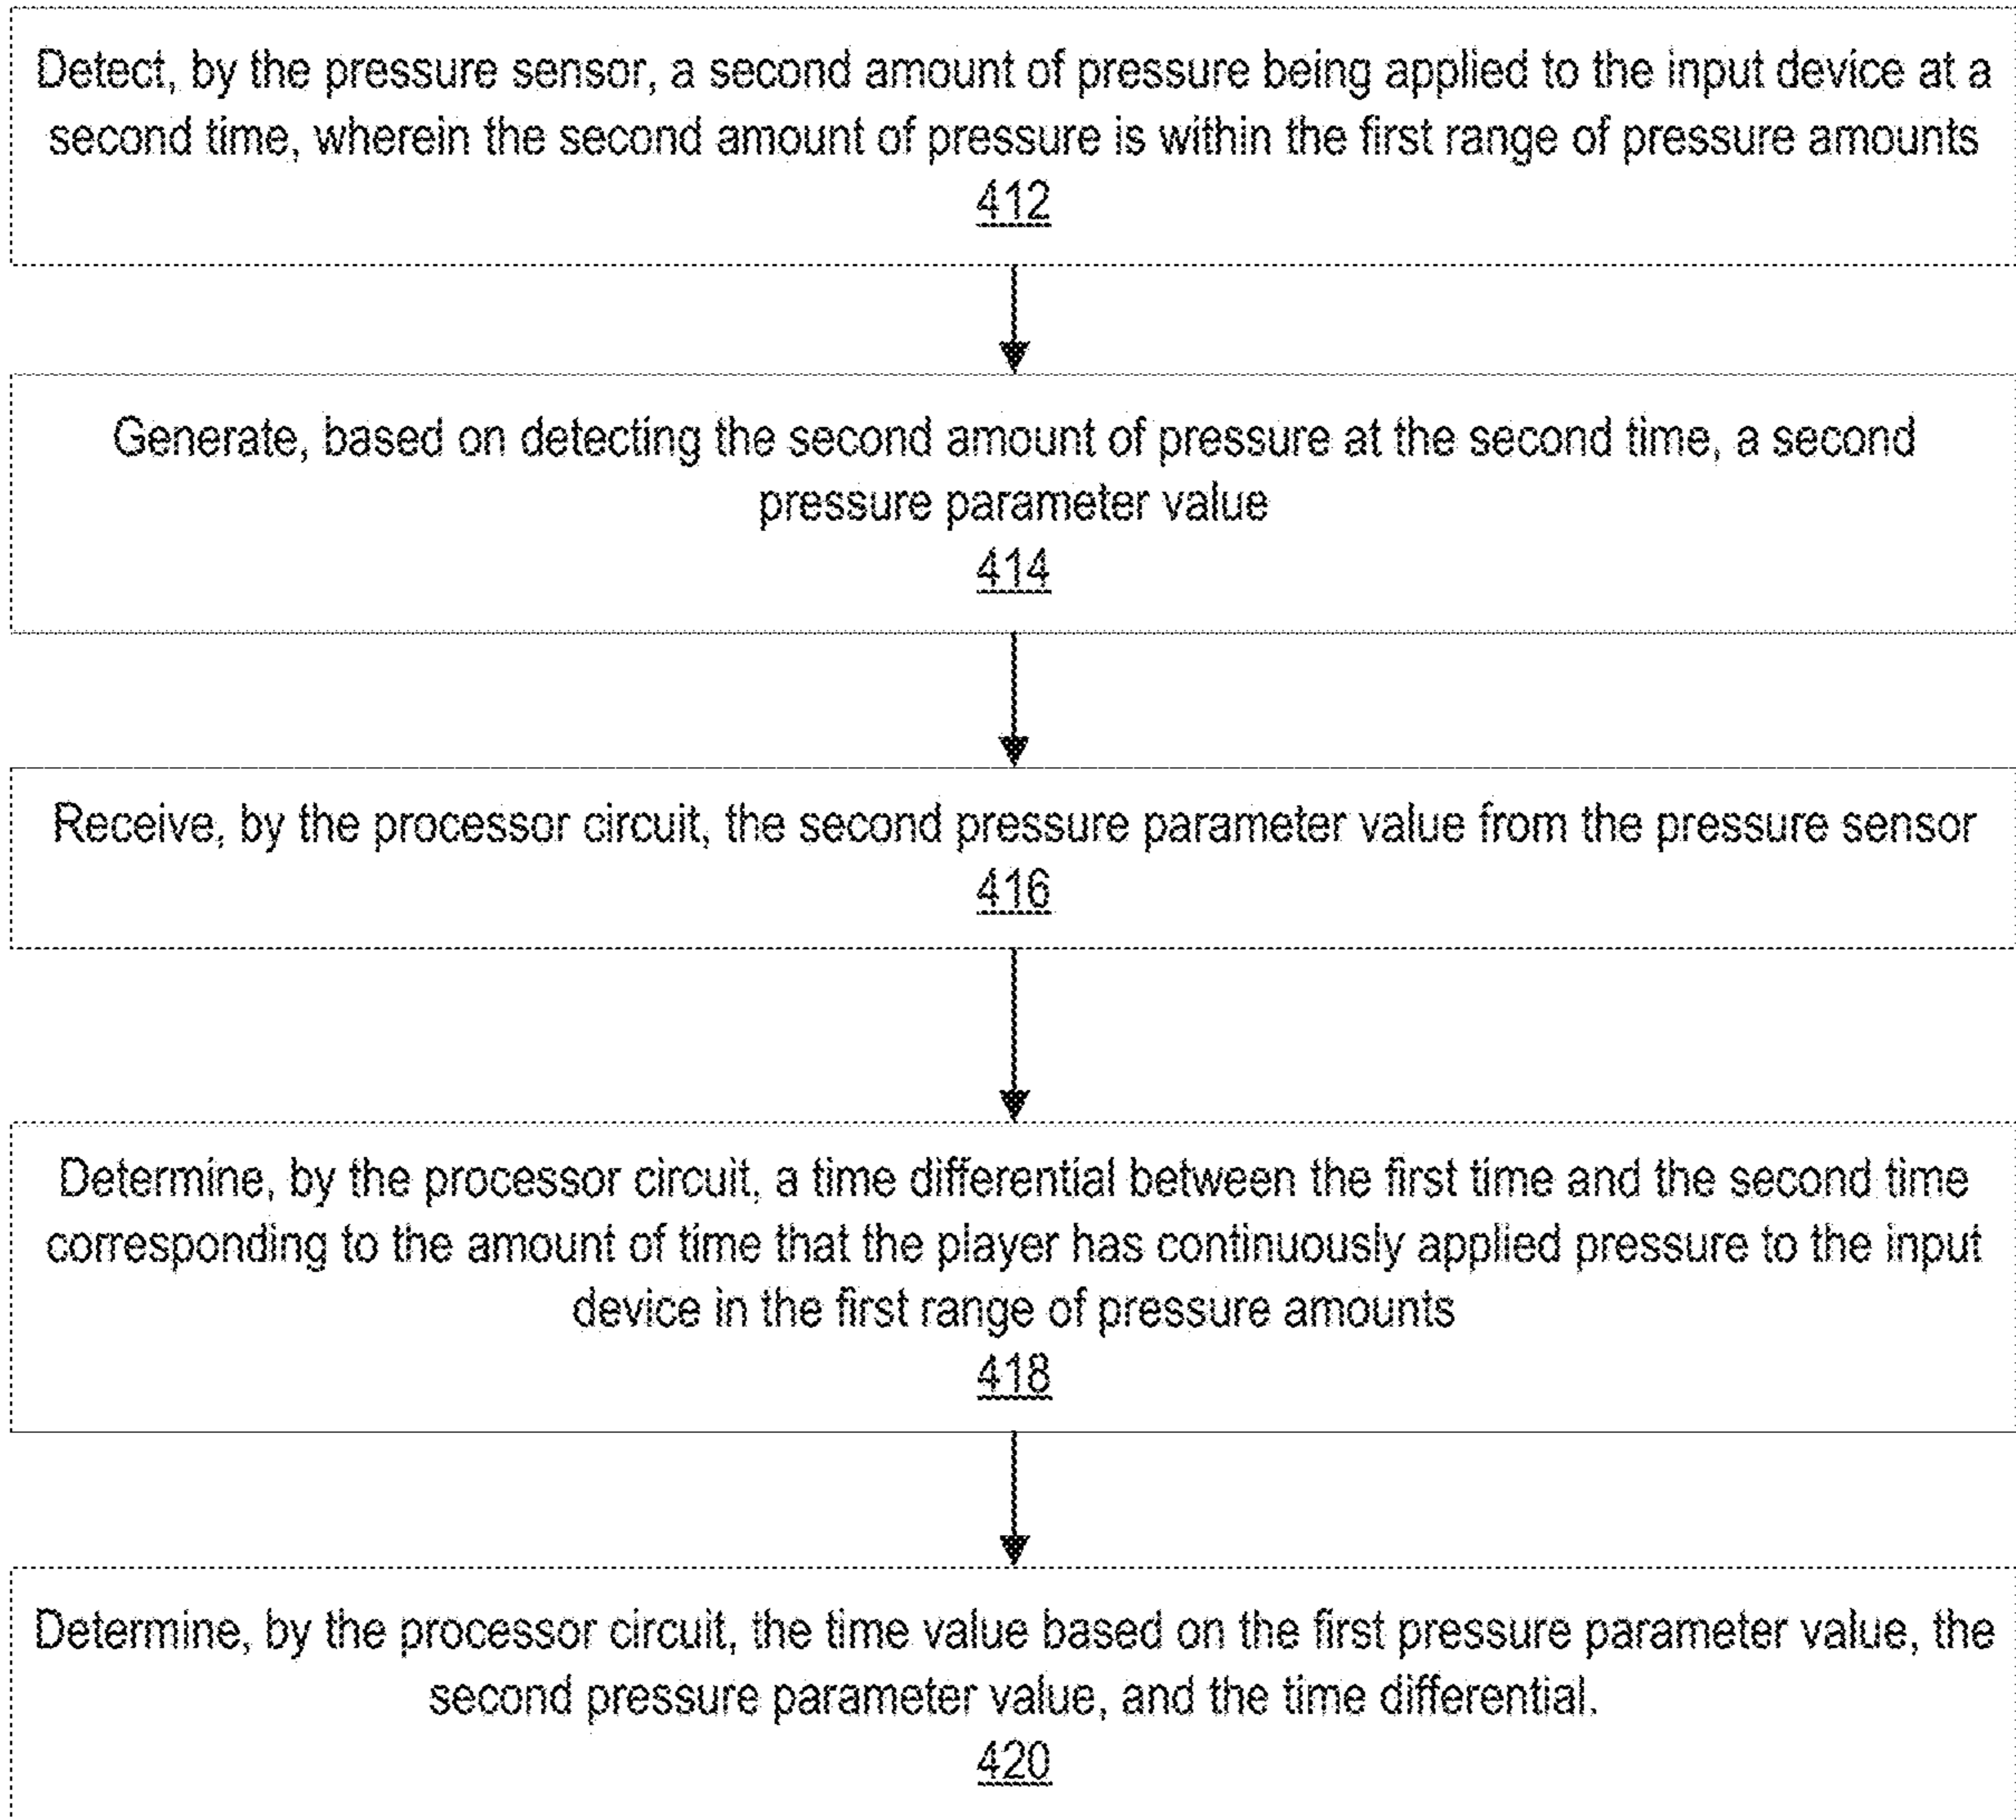 Detect, by the pressure sensor, a second amount of pressure being applied to the input device at a
second time, wherein the second amount of pressure is within the first range of pressure amounts
412
Generate, based on detecting the second amount of pressure at the second time, a second
pressure parameter value
414
Receive, by the processor circuit, the second pressure parameter value from the pressure sensor
416
Determine, by the processor circuit, a time differential between the first time and the second time
corresponding to the amount of time that the player has continuously applied pressure to the input
device in the first range of pressure amounts
418
Determine, by the processor circuit, the time value based on the first pressure parameter value, the
second pressure parameter value, and the time differential.
420